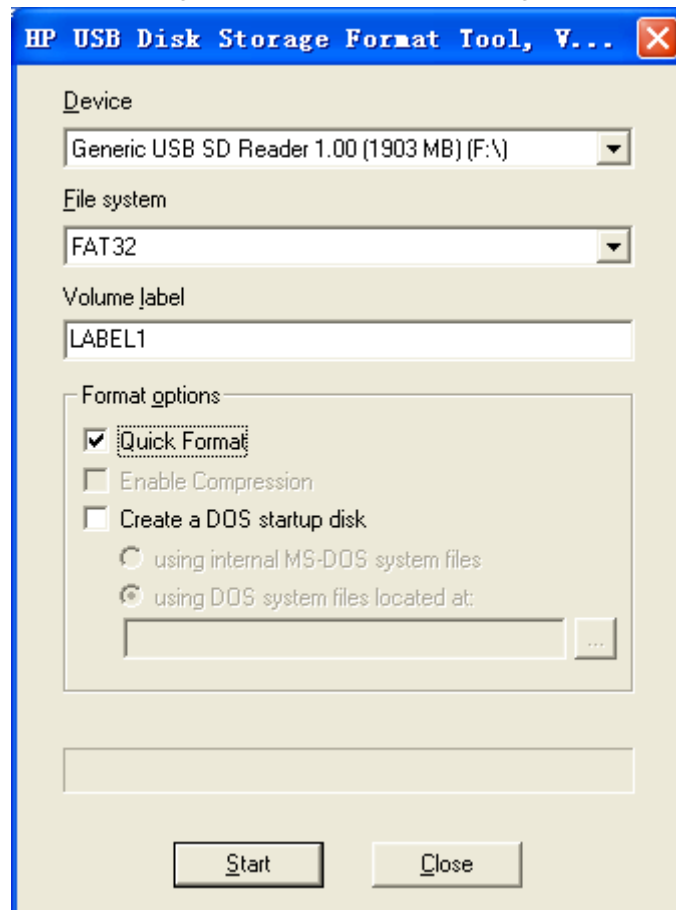 HP USB Disk Storage Format Tool, V...
Device
Generic USB SD Reader 1.00 (1903 MB) (F:\)
File system
FAT32
Volume label
LABEL1
Format options
Quick Format
Enable Compression
Create a DOS startup disk
using internal MS-DOS system files
using DOS system files located at:
...
Start Close